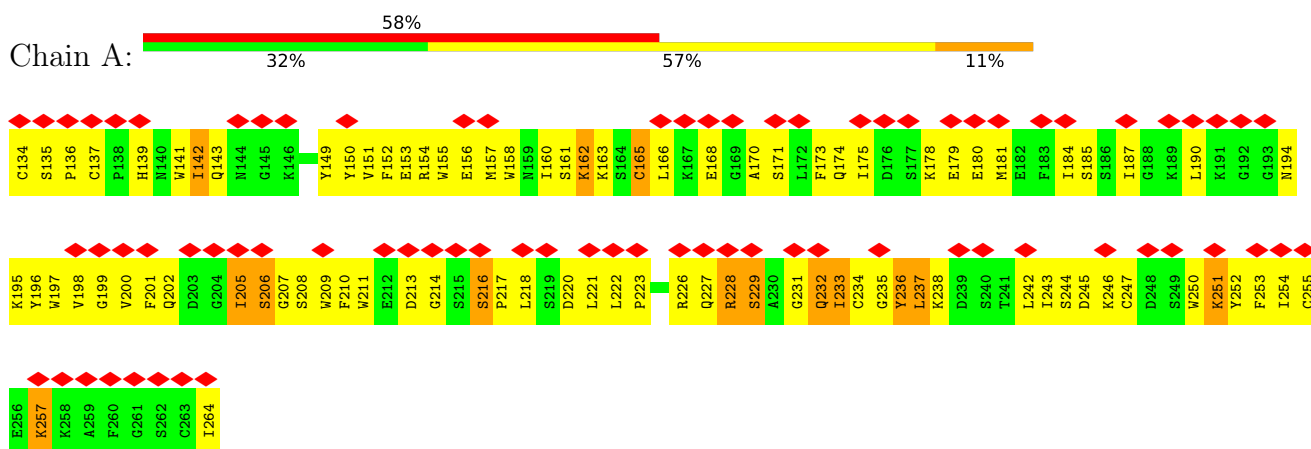 58%
Chain A:
32% 57% 11%
C134 S135 P136 C137 P138 H139 N140 W141 I142 Q143 N144 G145 K146 Y149 Y150 V151 F152 E153 R154 W155 E156 M157 W158 N159 I160 S161 K162 K163 S164 C165 L166 K167 E168 G169 A170 S171 L172 F173 Q174 I175 D176 S177 K178 E179 E180 M181 E182 F183 I184 S185 S186 I187 G188 K189 L190 K191 G192 G193 N194
K195 Y196 W197 V198 G199 V200 F201 Q202 D203 G204 I205 S206 G207 S208 W209 F210 W211 E212 D213 G214 S215 S216 P217 L218 S219 D220 L221 L222 P223 R226 Q227 R228 S229 A230 G231 Q232 I233 C234 G235 Y236 L237 K238 D239 S240 T241 L242 I243 S244 D245 K246 C247 D248 S249 W250 K251 Y252 F253 I254 C255
E256 K257 K258 A259 F260 G261 S262 C263 I264